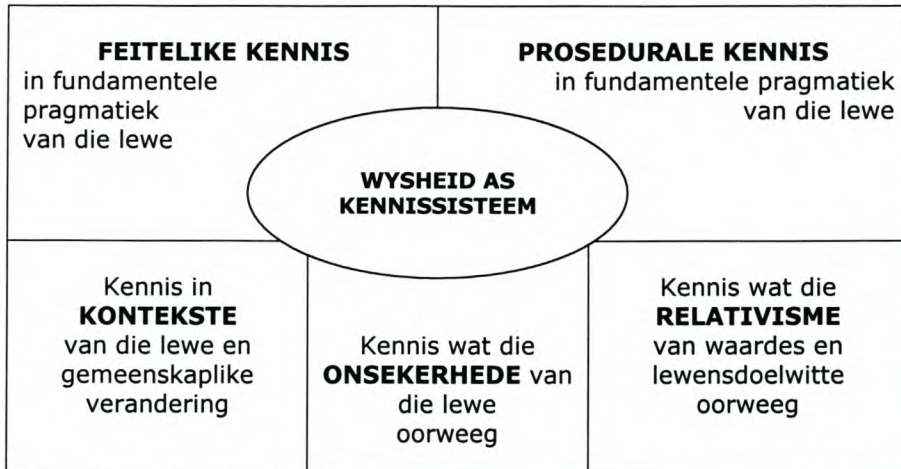 FEITELIKE KENNIS
in fundamentele
pragmatiek
van die lewe
PROSEDURALE KENNIS
in fundamentele pragmatiek
van die lewe
WYSHEID AS
KENNISSISTEEM
Kennis in
KONTEKSTE
van die lewe en
gemeenskaplike
verandering
Kennis wat die
ONSEKERHEDE van
die lewe
oorweeg
Kennis wat die
RELATIVISME
van waardes en
lewensdoelwitte
oorweeg